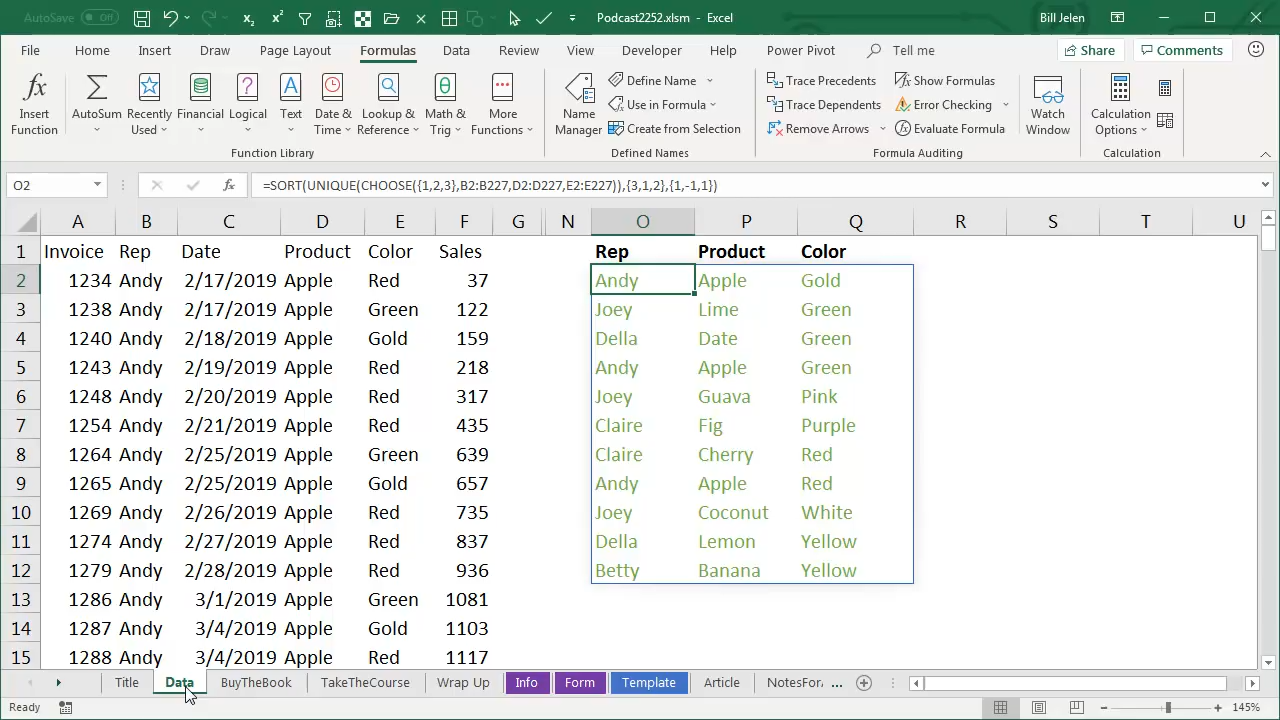 AutoSave Off Podcast2252.xlsm - Excel Bill Jelen
File Home Insert Draw Page Layout Formulas Data Review View Developer Help Power Pivot Tell me Share Comments
Insert Function AutoSum Recently Used Financial Logical Text Date & Time Lookup & Reference Math & Trig More Functions
Name Manager Define Name Use in Formula Create from Selection
Trace Precedents Trace Dependents Remove Arrows Show Formulas Error Checking Evaluate Formula Watch Window Calculation Options
Function Library Defined Names Formula Auditing Calculation
O2 fx =SORT(UNIQUE(CHOOSE({1,2,3},B2:B227,D2:D227,E2:E227)),{3,1,2},{1,-1,1})
A B C D E F G N O P Q R S T U
1 Invoice Rep Date Product Color Sales Rep Product Color
2 1234 Andy 2/17/2019 Apple Red 37 Andy Apple Gold
3 1238 Andy 2/17/2019 Apple Green 122 Joey Lime Green
4 1240 Andy 2/18/2019 Apple Gold 159 Della Date Green
5 1243 Andy 2/19/2019 Apple Red 218 Andy Apple Green
6 1248 Andy 2/20/2019 Apple Red 317 Joey Guava Pink
7 1254 Andy 2/21/2019 Apple Red 435 Claire Fig Purple
8 1264 Andy 2/25/2019 Apple Green 639 Claire Cherry Red
9 1265 Andy 2/25/2019 Apple Gold 657 Andy Apple Red
10 1269 Andy 2/26/2019 Apple Red 735 Joey Coconut White
11 1274 Andy 2/27/2019 Apple Red 837 Della Lemon Yellow
12 1279 Andy 2/28/2019 Apple Red 936 Betty Banana Yellow
13 1286 Andy 3/1/2019 Apple Green 1081
14 1287 Andy 3/4/2019 Apple Gold 1103
15 1288 Andy 3/4/2019 Apple Red 1117
Title Data BuyTheBook TakeTheCourse Wrap Up Info Form Template Article NotesFor ...
Ready 145%